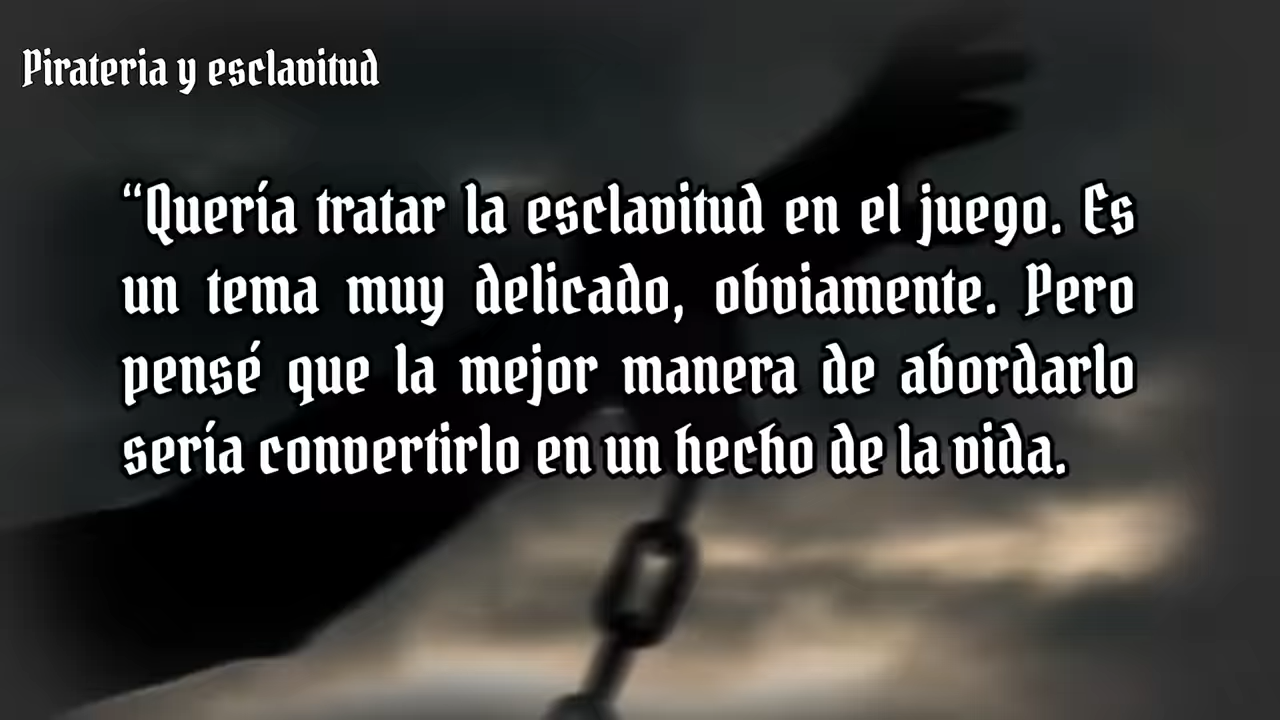 Pirateria y esclavitud
“Quería tratar la esclavitud en el juego. Es
un tema muy delicado, obviamente. Pero
pensé que la mejor manera de abordarlo
sería convertirlo en un hecho de la vida.